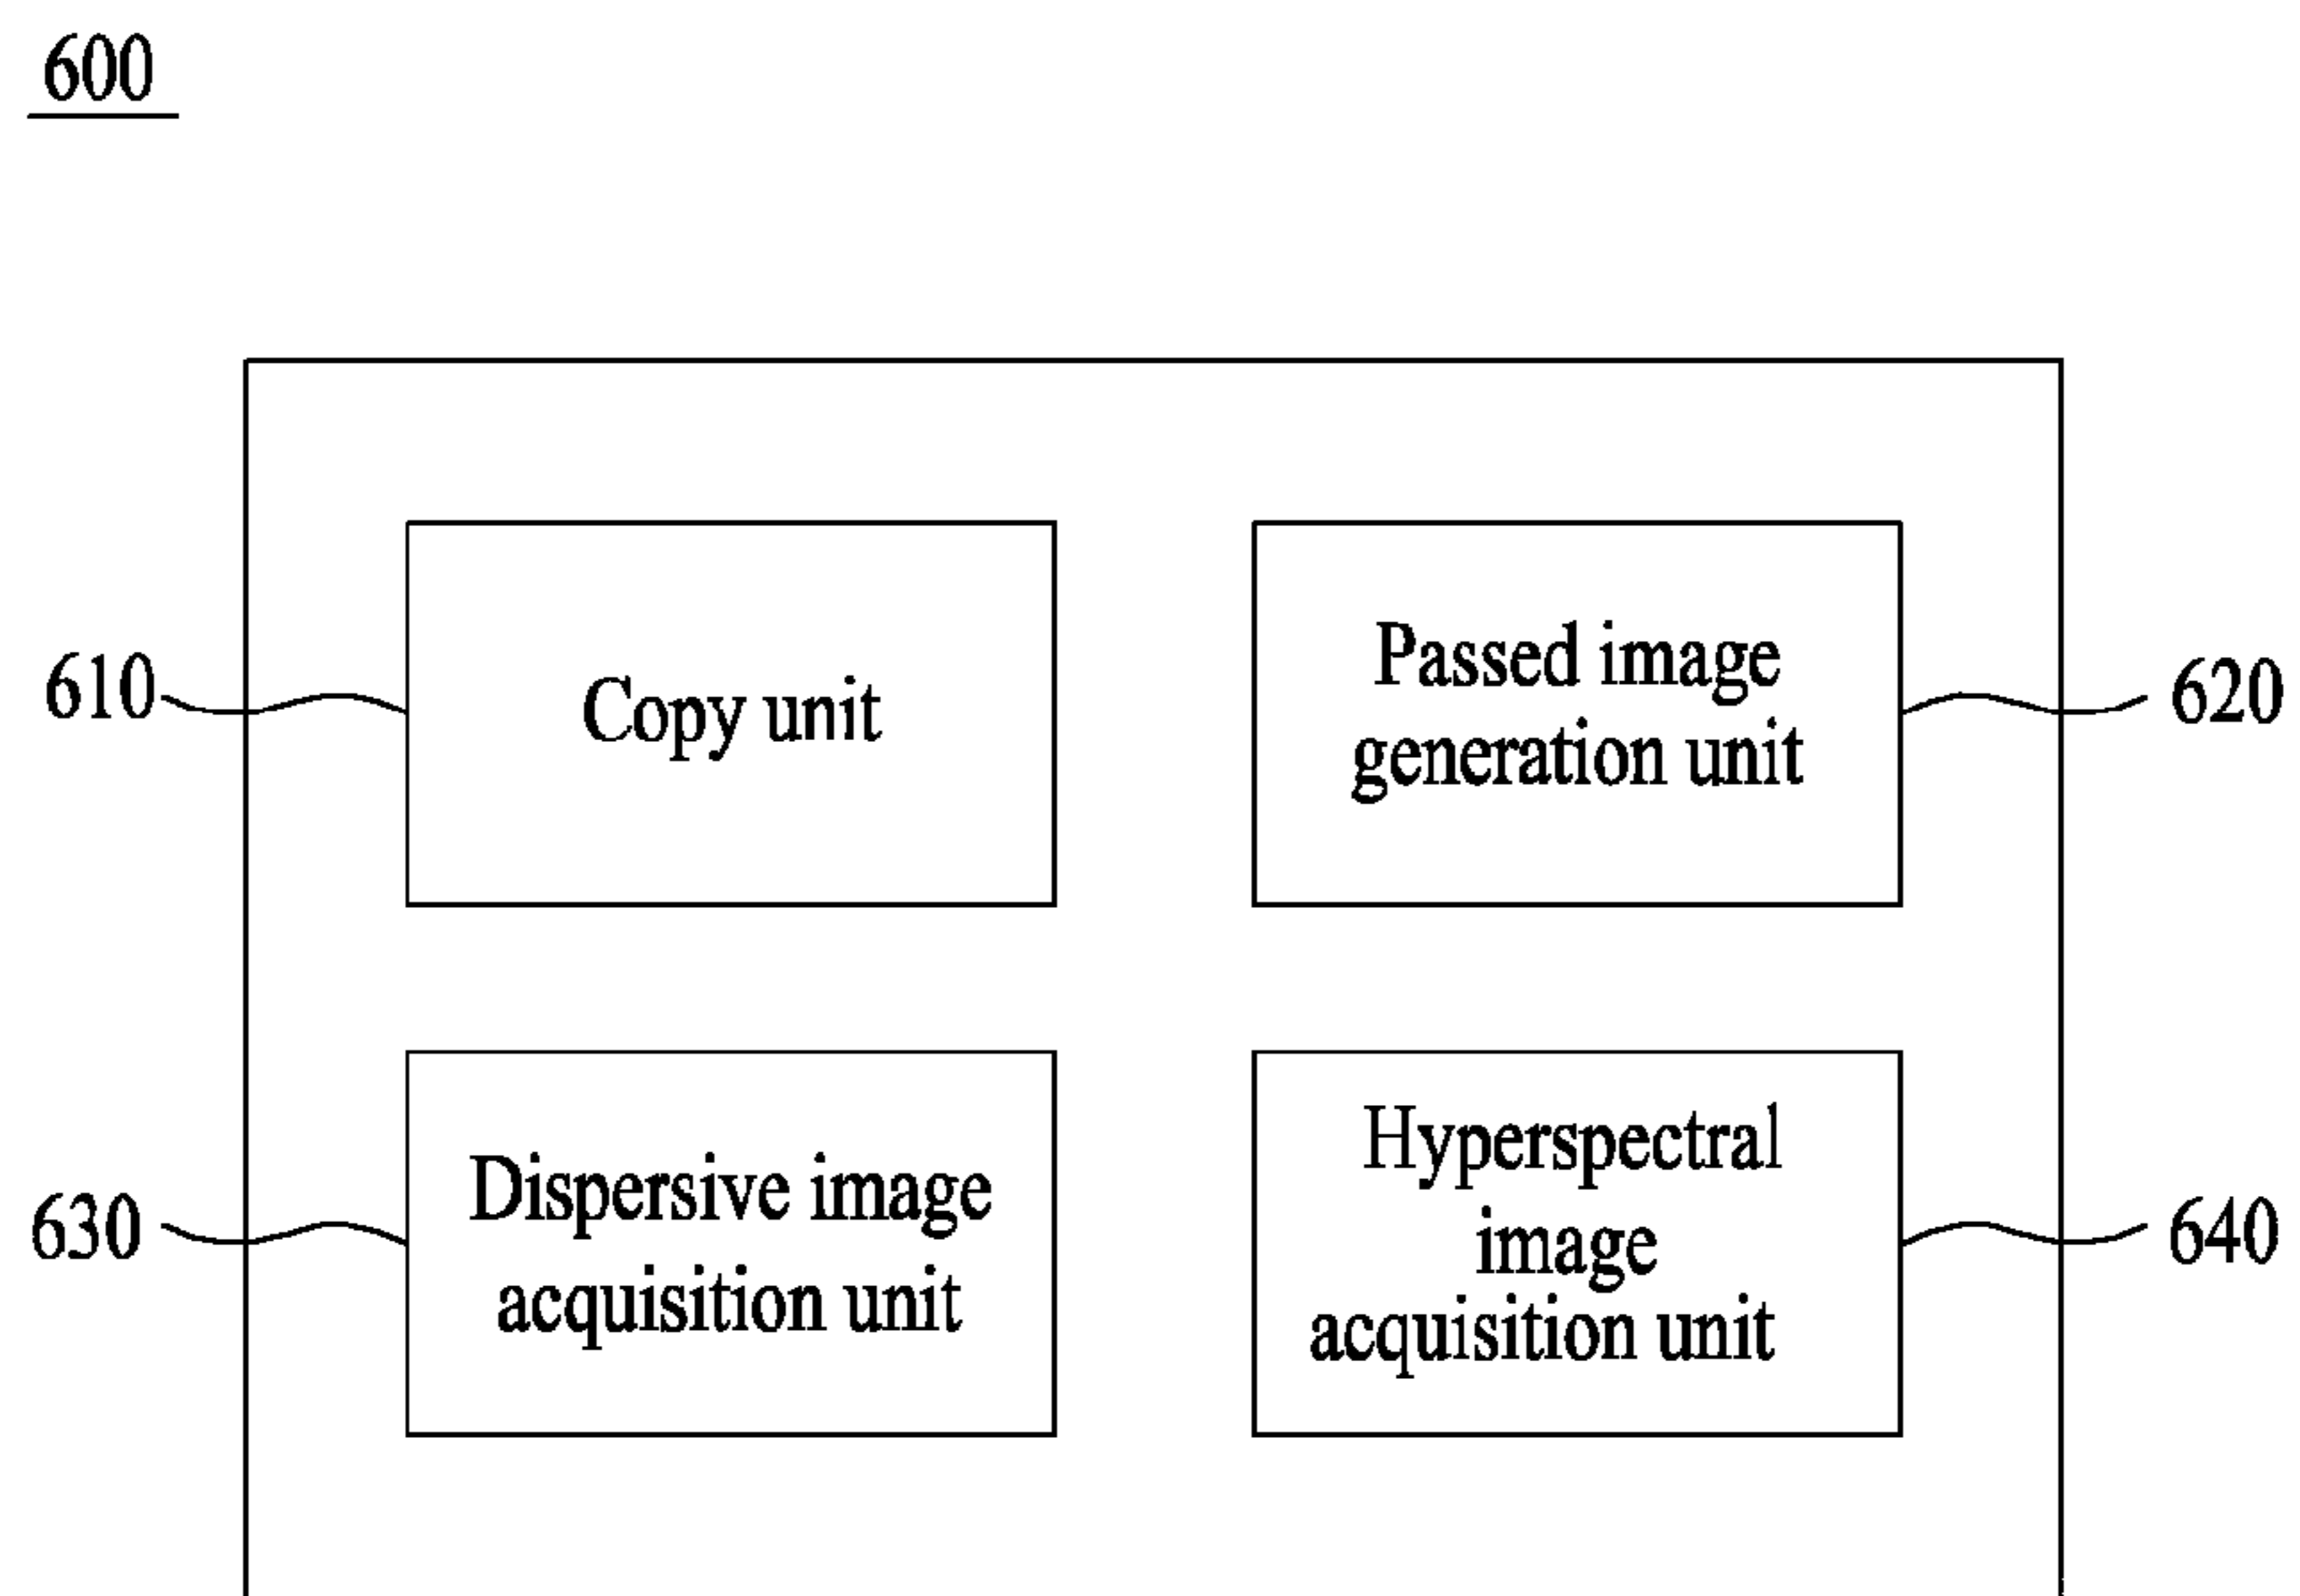 600
610
Copy unit
Passed image
generation unit
620
630
Dispersive image
acquisition unit
Hyperspectral
image
acquisition unit
640